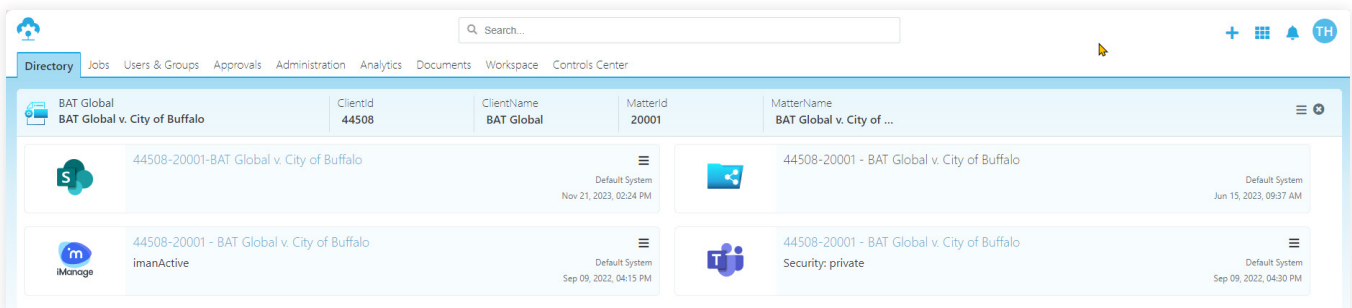 Search...
TH
Directory Jobs Users & Groups Approvals Administration Analytics Documents Workspace Controls Center
BAT Global ClientId ClientName MatterId MatterName
BAT Global v. City of Buffalo 44508 BAT Global 20001 BAT Global v. City of ...
S
44508-20001-BAT Global v. City of Buffalo
Default System
Nov 21, 2023, 02:24 PM
44508-20001 - BAT Global v. City of Buffalo
Default System
Jun 15, 2023, 09:37 AM
im
iManage
44508-20001 - BAT Global v. City of Buffalo
imanActive
Default System
Sep 09, 2022, 04:15 PM
T
44508-20001 - BAT Global v. City of Buffalo
Security: private
Default System
Sep 09, 2022, 04:30 PM